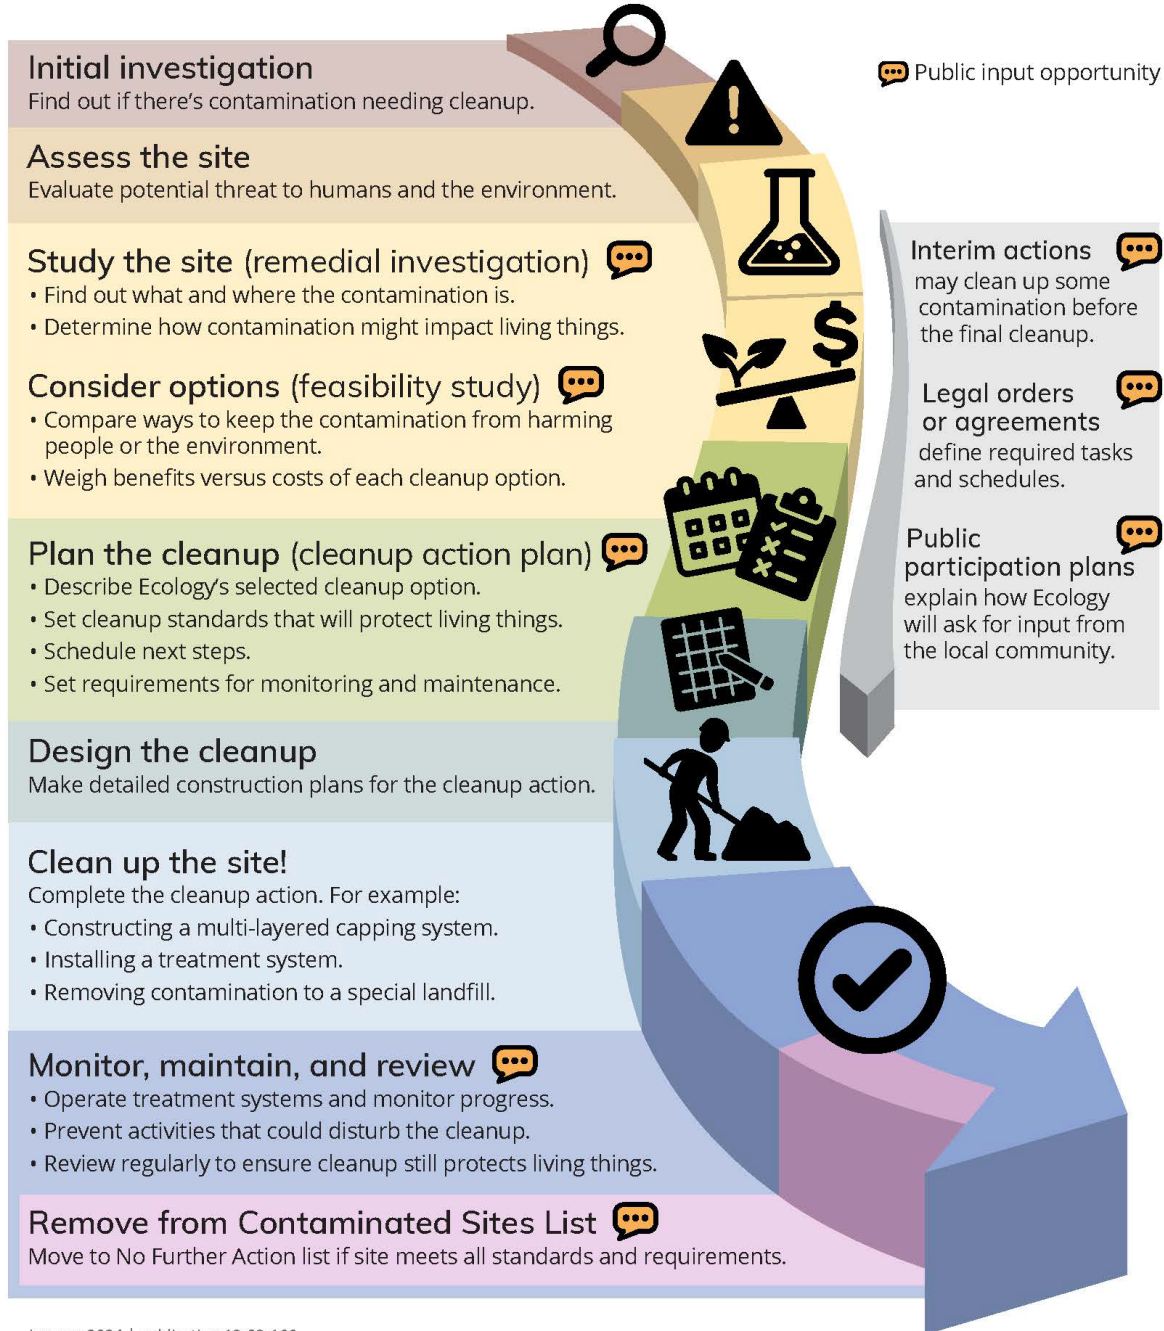 Initial investigation
Find out if there's contamination needing cleanup.
Public input opportunity
Assess the site
Evaluate potential threat to humans and the environment.
Study the site (remedial investigation)
• Find out what and where the contamination is.
• Determine how contamination might impact living things.
Consider options (feasibility study)
• Compare ways to keep the contamination from harming
people or the environment.
• Weigh benefits versus costs of each cleanup option.
Plan the cleanup (cleanup action plan)
• Describe Ecology's selected cleanup option.
• Set cleanup standards that will protect living things.
• Schedule next steps.
• Set requirements for monitoring and maintenance.
Design the cleanup
Make detailed construction plans for the cleanup action.
Clean up the site!
Complete the cleanup action. For example:
• Constructing a multi-layered capping system.
• Installing a treatment system.
• Removing contamination to a special landfill.
Monitor, maintain, and review
• Operate treatment systems and monitor progress.
• Prevent activities that could disturb the cleanup.
• Review regularly to ensure cleanup still protects living things.
Remove from Contaminated Sites List
Move to No Further Action list if site meets all standards and requirements.
Interim actions
may clean up some
contamination before
the final cleanup.
Legal orders
or agreements
define required tasks
and schedules.
Public
participation plans
explain how Ecology
will ask for input from
the local community.
$